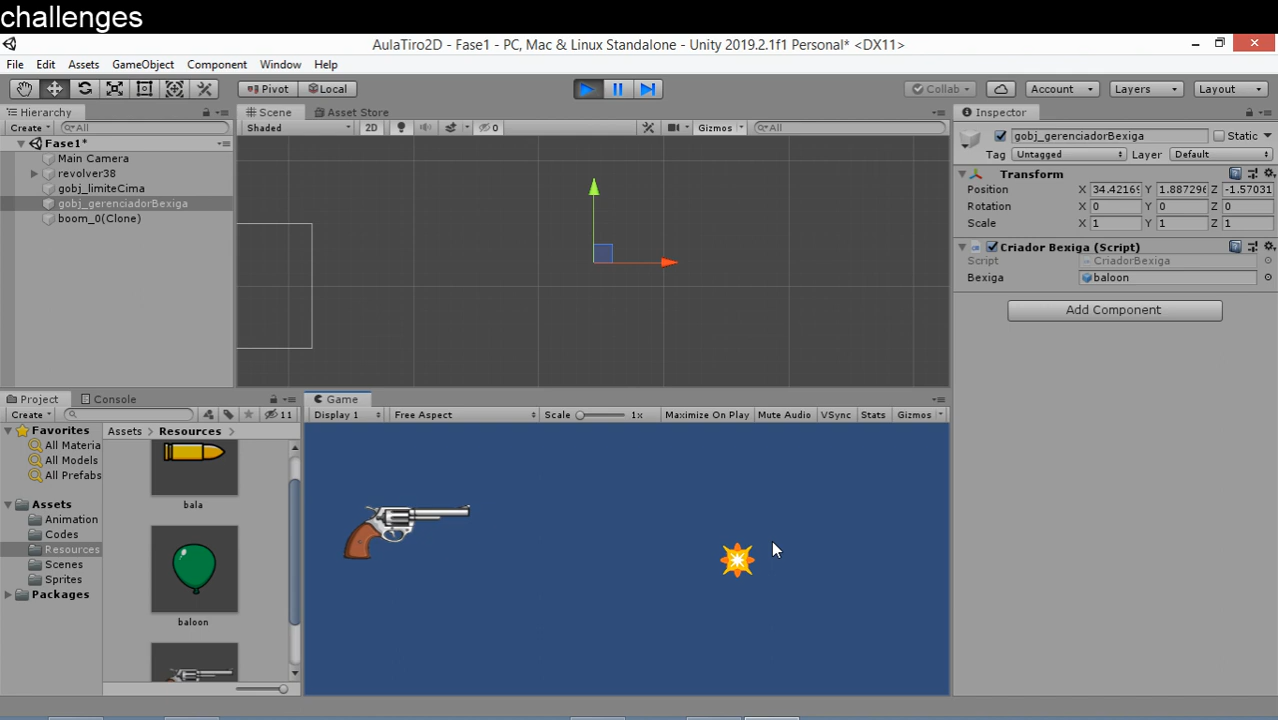 challenges
AulaTiro2D - Fase1 - PC, Mac & Linux Standalone - Unity 2019.2.1f1 Personal* <DX11>
File Edit Assets GameObject Component Window Help
Pivot Local Collab Account Layers Layout
Hierarchy
Create All
Fase1*
Main Camera
revolver38
gobj_limiteCima
gobj_gerenciadorBexiga
boom_0(Clone)
Scene Asset Store
Shaded 2D 0 Gizmos All
Inspector
gobj_gerenciadorBexiga Static
Tag Untagged Layer Default
Transform
Position X 34.42169 Y 1.887296 Z -1.57031
Rotation X 0 Y 0 Z 0
Scale X 1 Y 1 Z 1
Criador Bexiga (Script)
Script CriadorBexiga
Bexiga baloon
Add Component
Project Console
Create 11
Favorites
All Materia
All Models
All Prefabs
Assets
Animation
Codes
Resources
Scenes
Sprites
Packages
Assets Resources
bala
baloon
Game
Display 1 Free Aspect Scale 1x Maximize On Play Mute Audio VSync Stats Gizmos